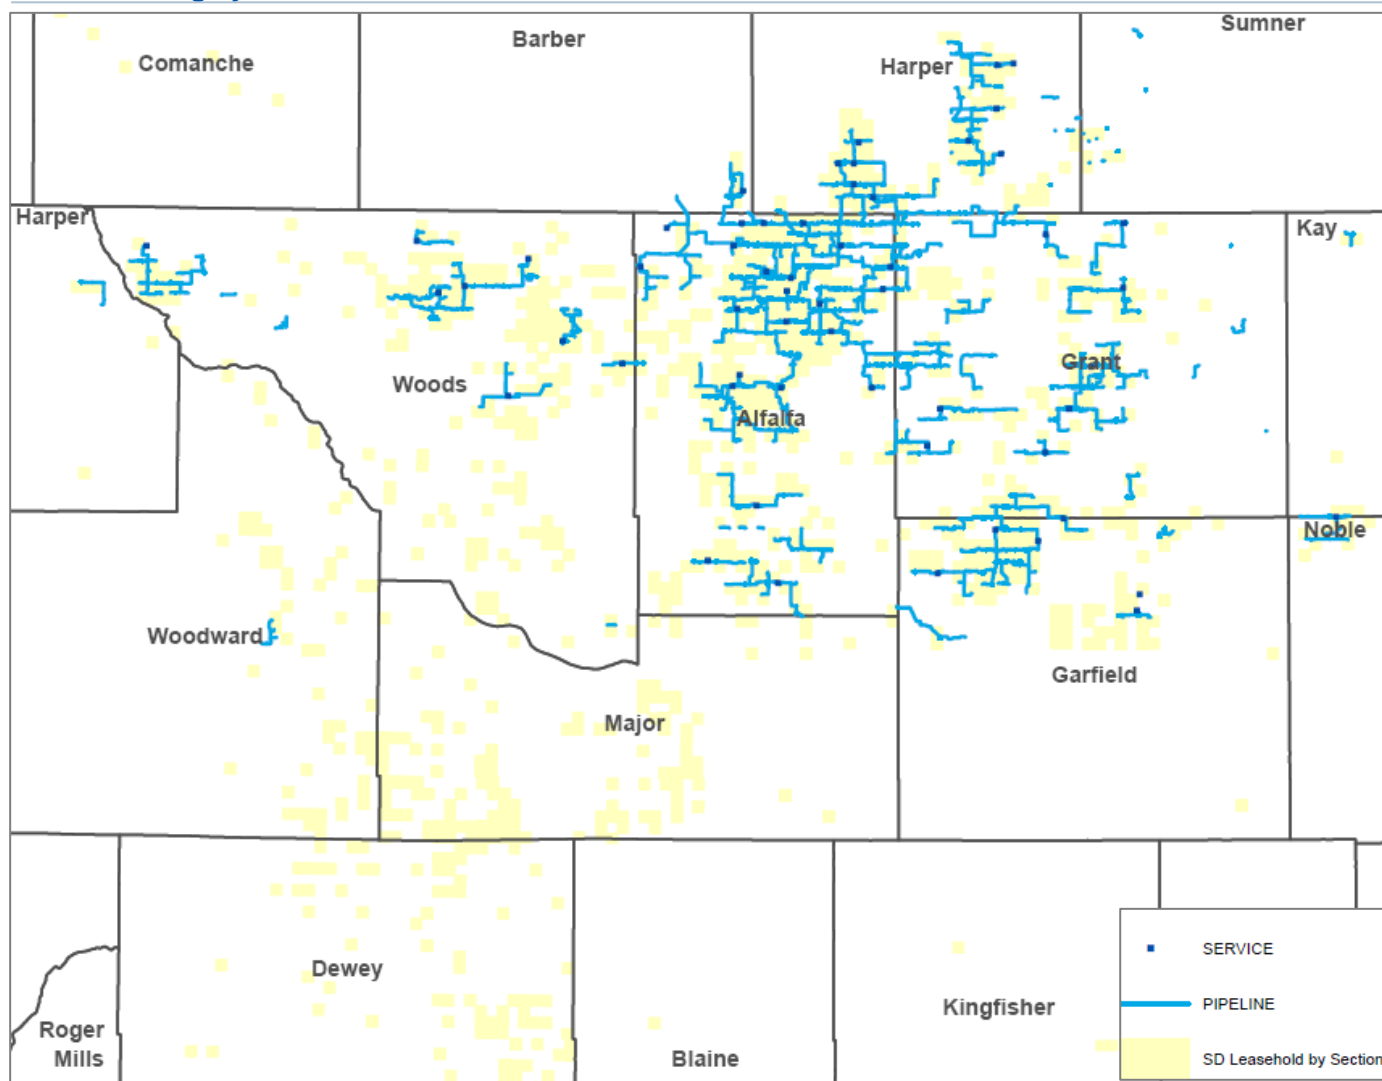 Sumner
Barber
Comanche
Harper
Harper
Kay
Grant
Woods
Alfalfa
Noble
Woodward
Garfield
Major
SERVICE
Dewey
PIPELINE
Kingfisher
Roger
Mills
Blaine
SD Leasehold by Section